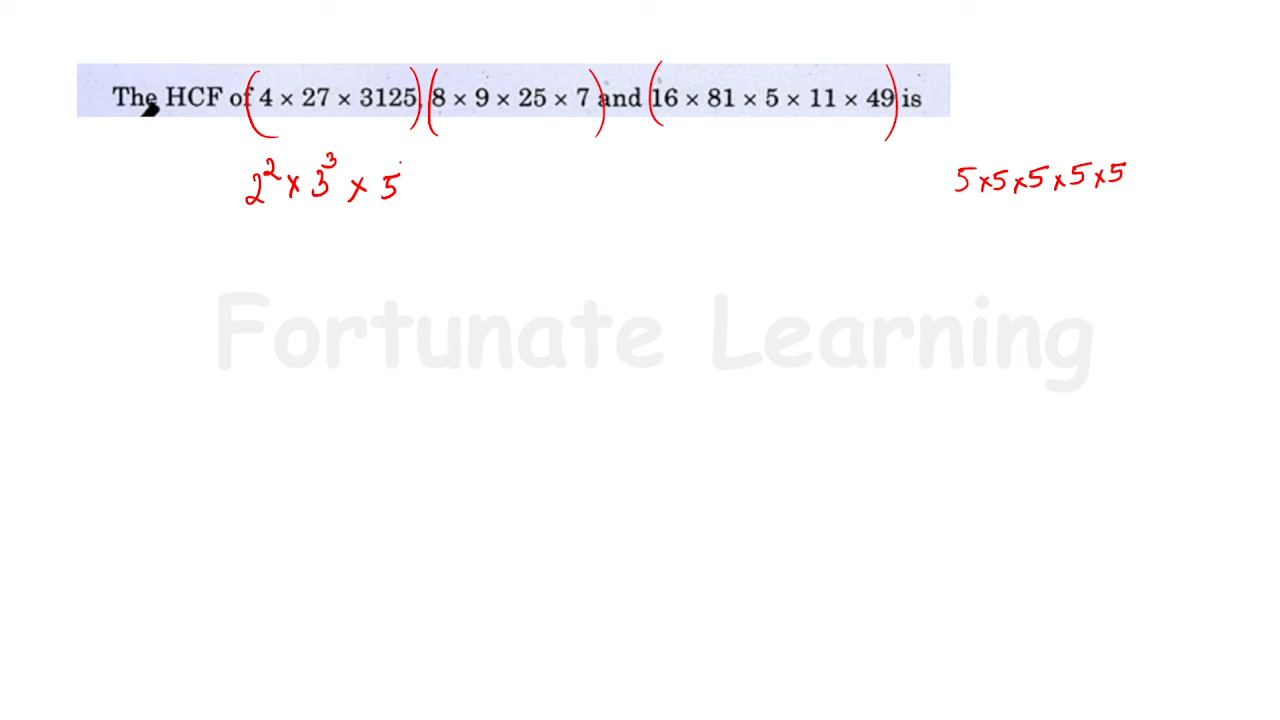 The HCF of 4 × 27 × 3125, 8 × 9 × 25 × 7 and 16 × 81 × 5 × 11 × 49 is
2² × 3³ × 5
5 × 5 × 5 × 5 × 5
Fortunate Learning